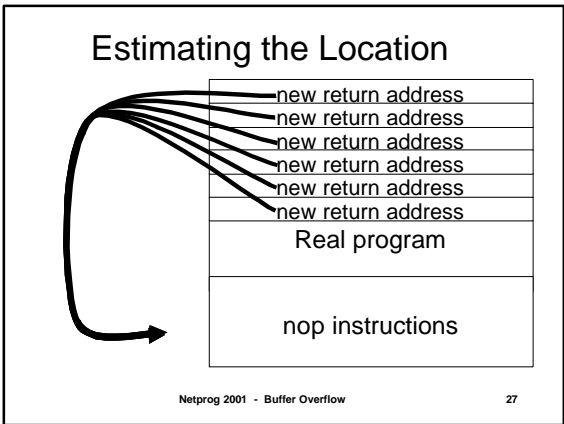 Estimating the Location
new return address
new return address
new return address
new return address
new return address
new return address
Real program
nop instructions
Netprog 2001 - Buffer Overflow 27